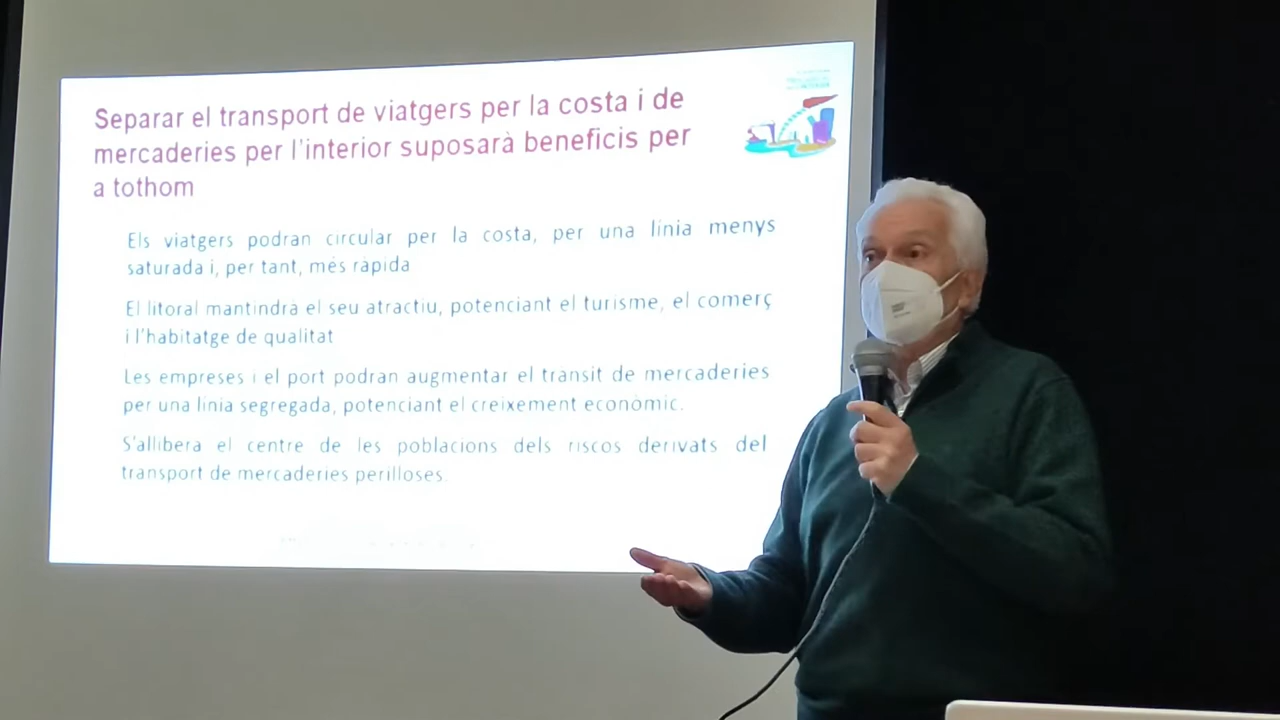 Separar el transport de viatgers per la costa i de
mercaderies per l'interior suposarà beneficis per
a tothom
Els viatgers podran circular per la costa, per una línia menys
saturada i, per tant, més ràpida
El litoral mantindrà el seu atractiu, potenciant el turisme, el comerç
i l'habitatge de qualitat
Les empreses i el port podran augmentar el trànsit de mercaderies
per una línia segregada, potenciant el creixement econòmic.
S'allibera el centre de les poblacions dels riscos derivats del
transport de mercaderies perilloses.